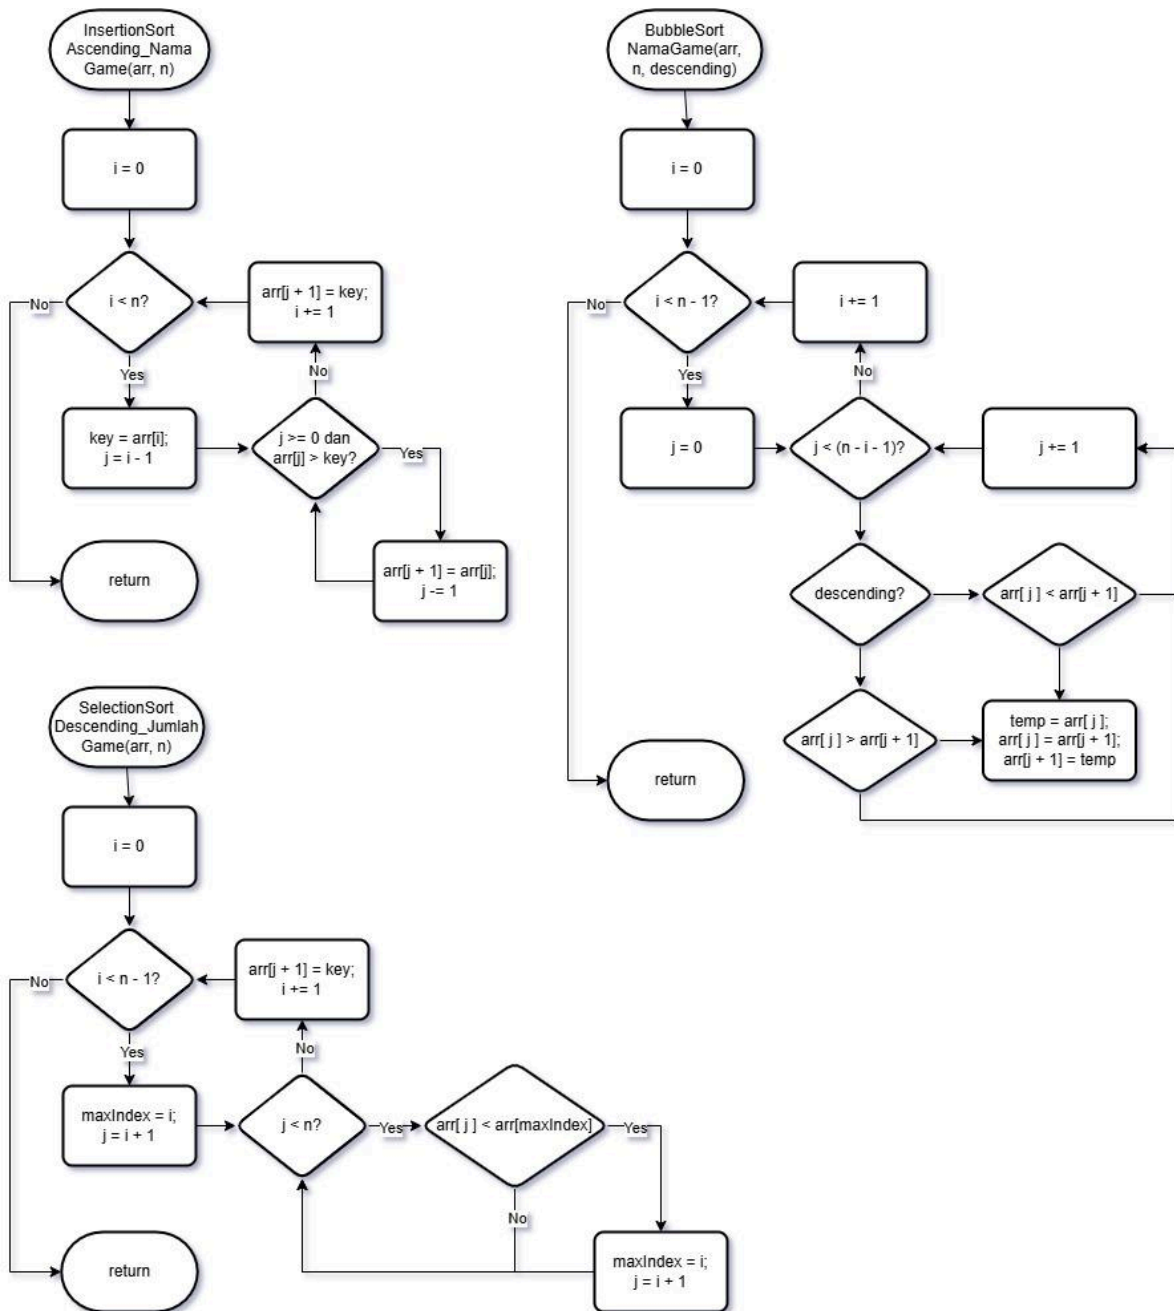 InsertionSort
Ascending_Nama
Game(arr, n)
i = 0
i < n?
No
Yes
arr[j + 1] = key;
i += 1
No
key = arr[i];
j = i - 1
j >= 0 dan
arr[j] > key?
Yes
arr[j + 1] = arr[j];
j -= 1
return
BubbleSort
NamaGame(arr,
n, descending)
i = 0
i < n - 1?
No
Yes
i += 1
No
j = 0
j < (n - i - 1)?
j += 1
descending?
arr[ j ] < arr[j + 1]
arr[ j ] > arr[j + 1]
temp = arr[ j ];
arr[ j ] = arr[j + 1];
arr[j + 1] = temp
return
SelectionSort
Descending_Jumlah
Game(arr, n)
i = 0
i < n - 1?
No
Yes
arr[j + 1] = key;
i += 1
No
maxIndex = i;
j = i + 1
j < n?
Yes
arr[ j ] < arr[maxIndex]
Yes
No
maxIndex = i;
j = i + 1
return